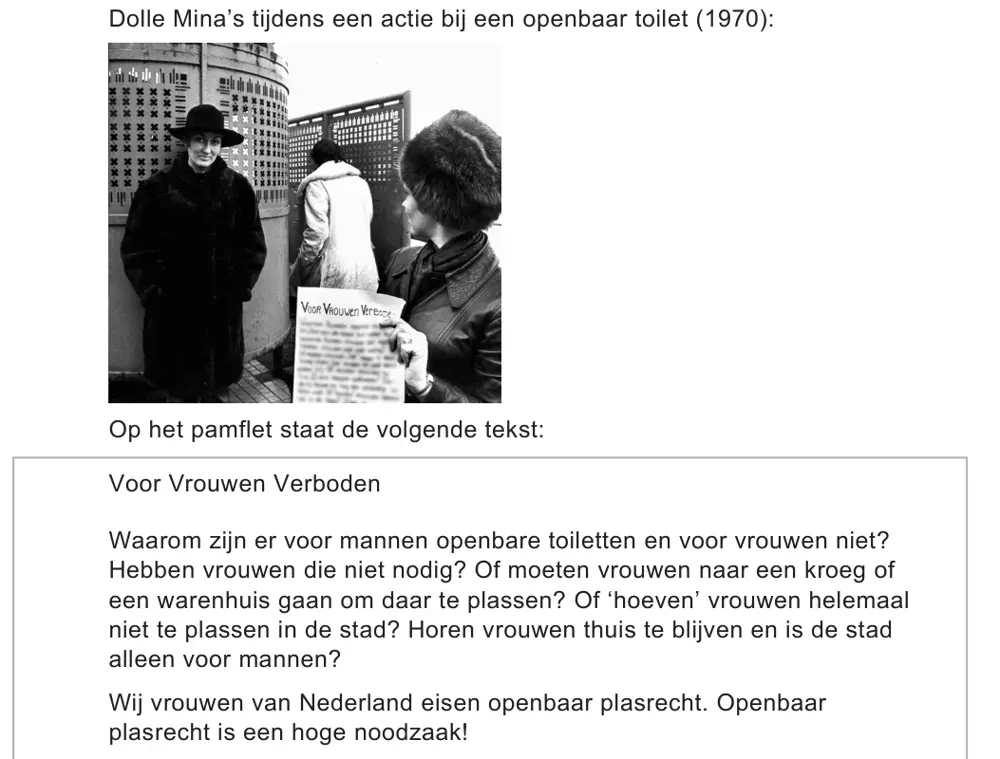 Dolle Mina’s tijdens een actie bij een openbaar toilet (1970):
VOOR VROUWEN VERBODEN
Op het pamflet staat de volgende tekst:
Voor Vrouwen Verboden
Waarom zijn er voor mannen openbare toiletten en voor vrouwen niet?
Hebben vrouwen die niet nodig? Of moeten vrouwen naar een kroeg of
een warenhuis gaan om daar te plassen? Of ‘hoeven’ vrouwen helemaal
niet te plassen in de stad? Horen vrouwen thuis te blijven en is de stad
alleen voor mannen?
Wij vrouwen van Nederland eisen openbaar plasrecht. Openbaar
plasrecht is een hoge noodzaak!